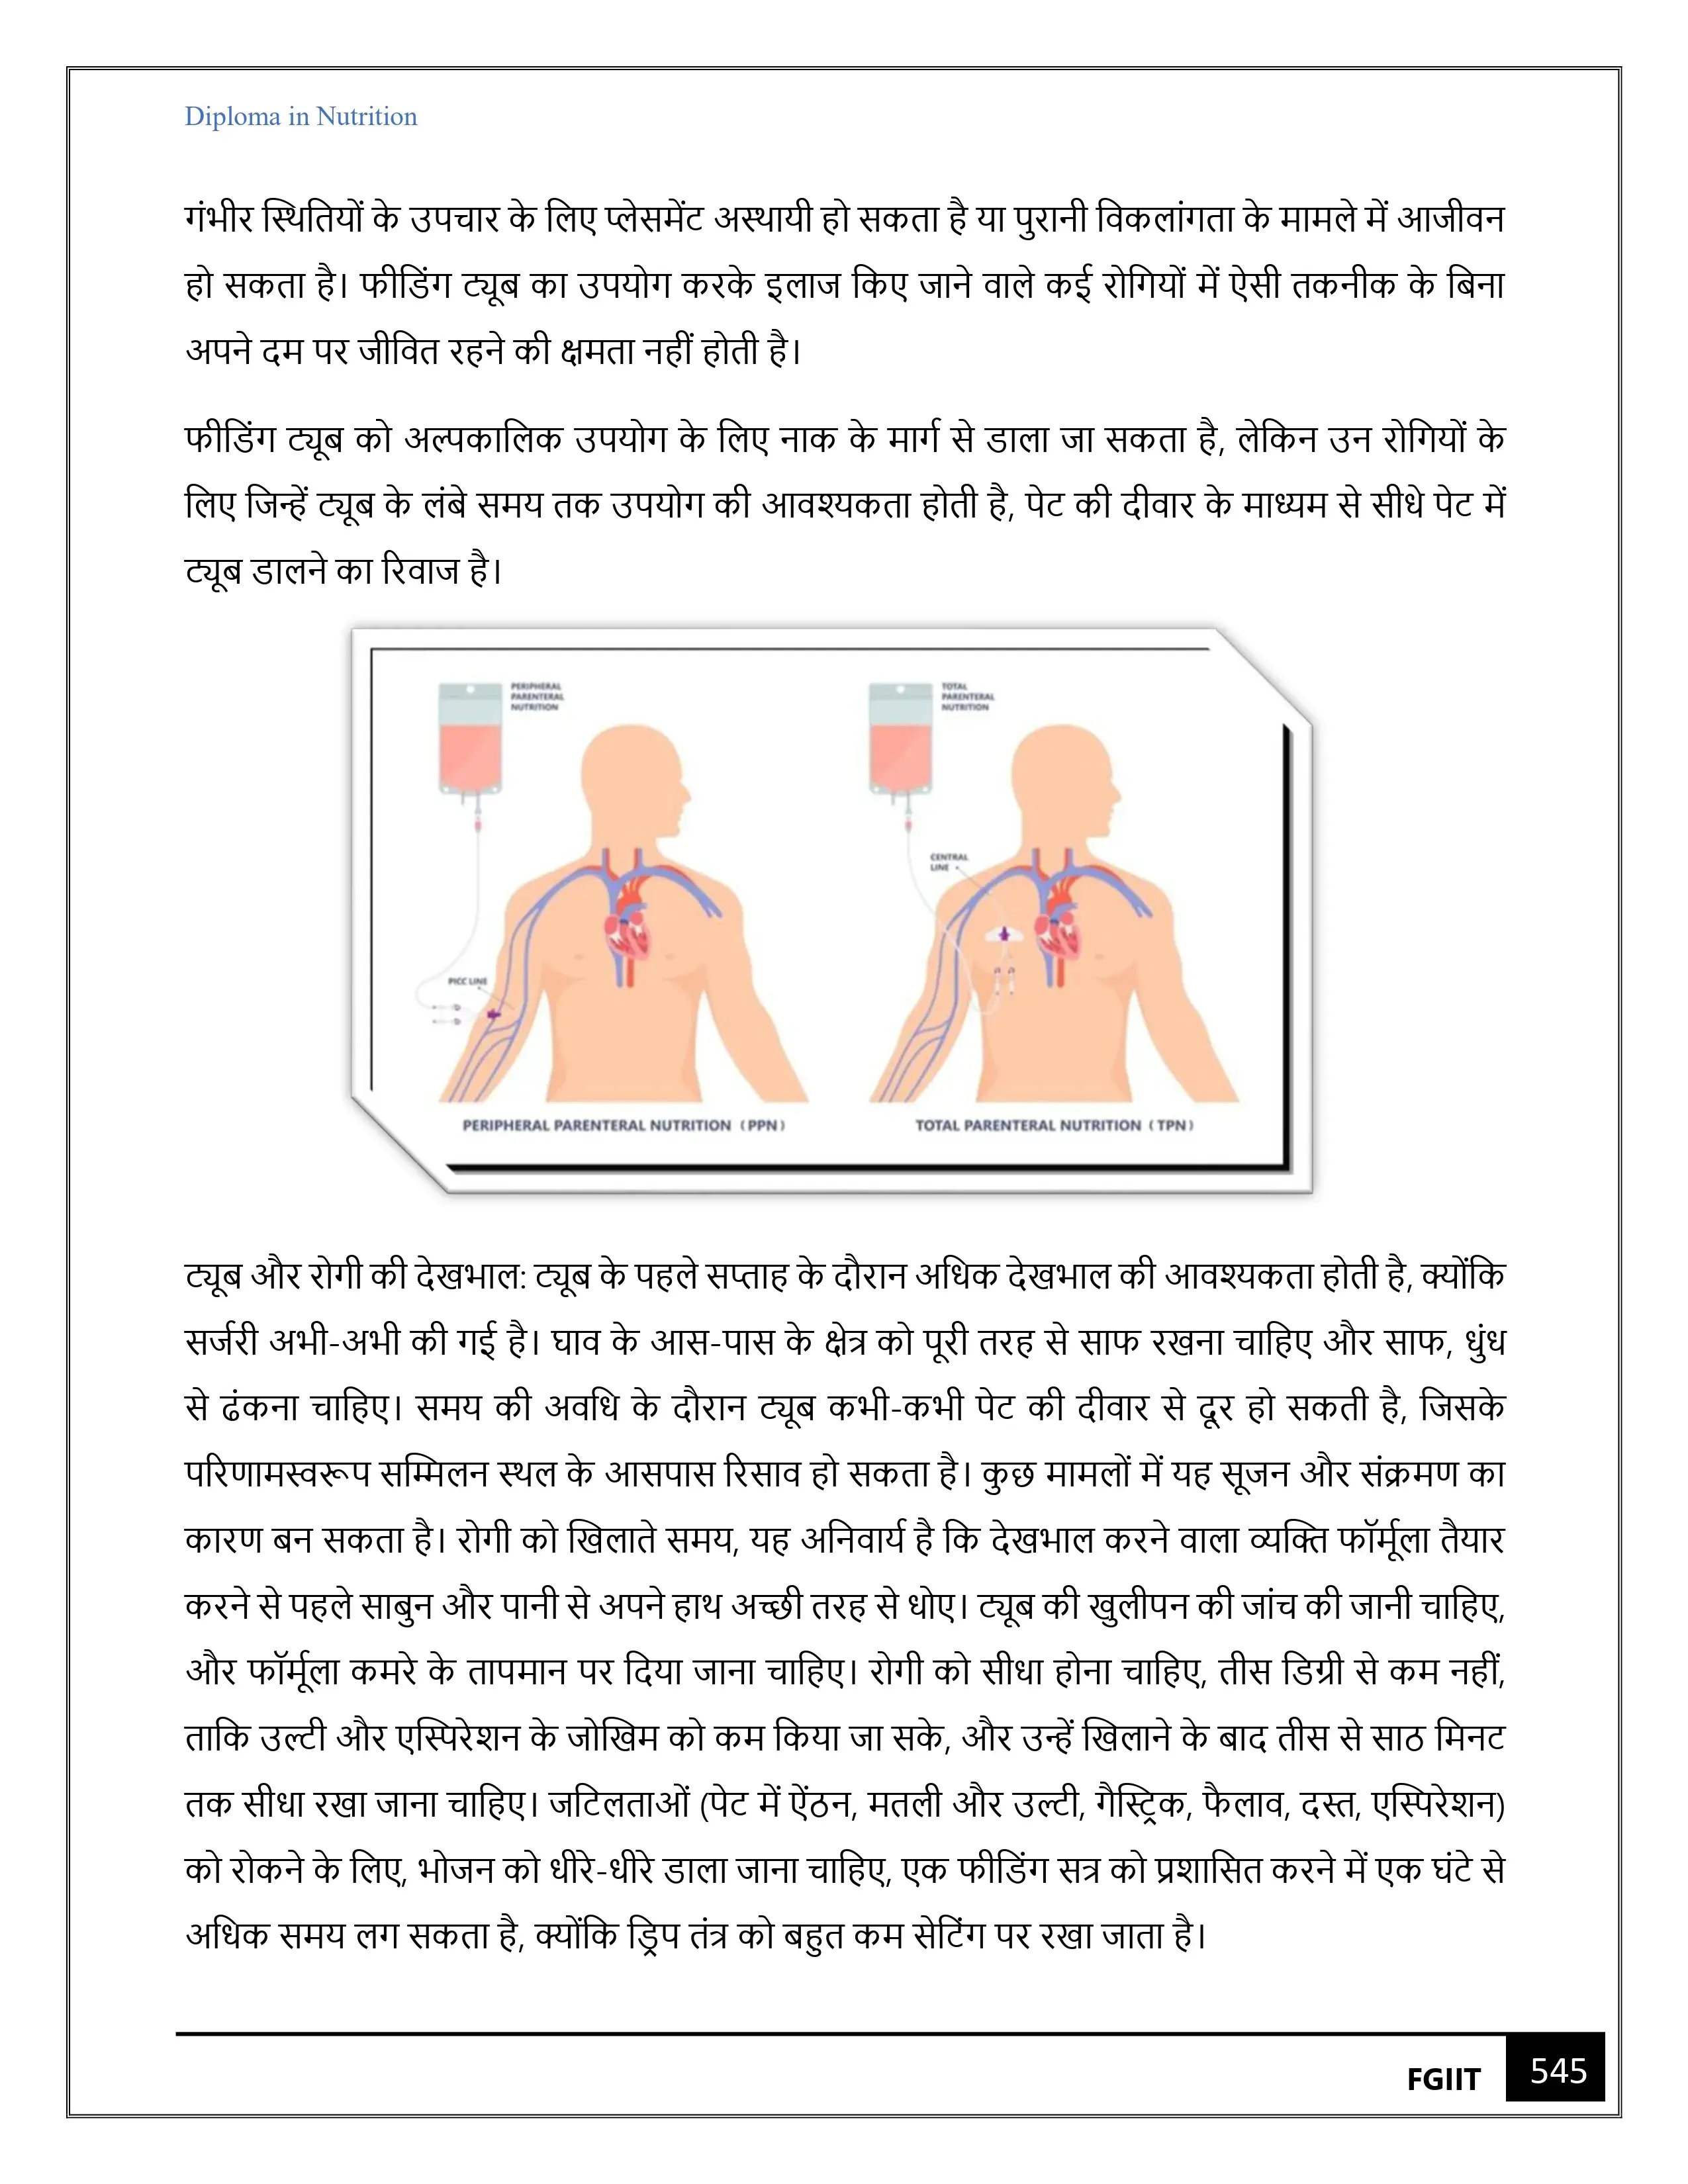 Diploma in Nutrition
गंभीर स्थितियों के उपचार के लिए प्लेसमेंट अस्थायी हो सकता है या पुरानी विकलांगता के मामले में आजीवन
हो सकता है। फीडिंग ट्यूब का उपयोग करके इलाज किए जाने वाले कई रोगियों में ऐसी तकनीक के बिना
अपने दम पर जीवित रहने की क्षमता नहीं होती है।
फीडिंग ट्यूब को अल्पकालिक उपयोग के लिए नाक के मार्ग से डाला जा सकता है, लेकिन उन रोगियों के
लिए जिन्हें ट्यूब के लंबे समय तक उपयोग की आवश्यकता होती है, पेट की दीवार के माध्यम से सीधे पेट में
ट्यूब डालने का रिवाज है।
PERIPHERAL
PARENTERAL
NUTRITION
PICC LINE
PERIPHERAL PARENTERAL NUTRITION (PPN)
TOTAL
PARENTERAL
NUTRITION
CENTRAL
LINE
TOTAL PARENTERAL NUTRITION (TPN)
ट्यूब और रोगी की देखभाल: ट्यूब के पहले सप्ताह के दौरान अधिक देखभाल की आवश्यकता होती है, क्योंकि
सर्जरी अभी-अभी की गई है। घाव के आस-पास के क्षेत्र को पूरी तरह से साफ रखना चाहिए और साफ, धुंध
से ढंकना चाहिए। समय की अवधि के दौरान ट्यूब कभी-कभी पेट की दीवार से दूर हो सकती है, जिसके
परिणामस्वरूप सम्मिलन स्थल के आसपास रिसाव हो सकता है। कुछ मामलों में यह सूजन और संक्रमण का
कारण बन सकता है। रोगी को खिलाते समय, यह अनिवार्य है कि देखभाल करने वाला व्यक्ति फॉर्मूला तैयार
करने से पहले साबुन और पानी से अपने हाथ अच्छी तरह से धोए। ट्यूब की खुलीपन की जांच की जानी चाहिए,
और फॉर्मूला कमरे के तापमान पर दिया जाना चाहिए। रोगी को सीधा होना चाहिए, तीस डिग्री से कम नहीं,
ताकि उल्टी और एस्पिरेशन के जोखिम को कम किया जा सके, और उन्हें खिलाने के बाद तीस से साठ मिनट
तक सीधा रखा जाना चाहिए। जटिलताओं (पेट में ऐंठन, मतली और उल्टी, गैस्ट्रिक, फैलाव, दस्त, एस्पिरेशन)
को रोकने के लिए, भोजन को धीरे-धीरे डाला जाना चाहिए, एक फीडिंग सत्र को प्रशासित करने में एक घंटे से
अधिक समय लग सकता है, क्योंकि ड्रिप तंत्र को बहुत कम सेटिंग पर रखा जाता है।
FGIIT 545